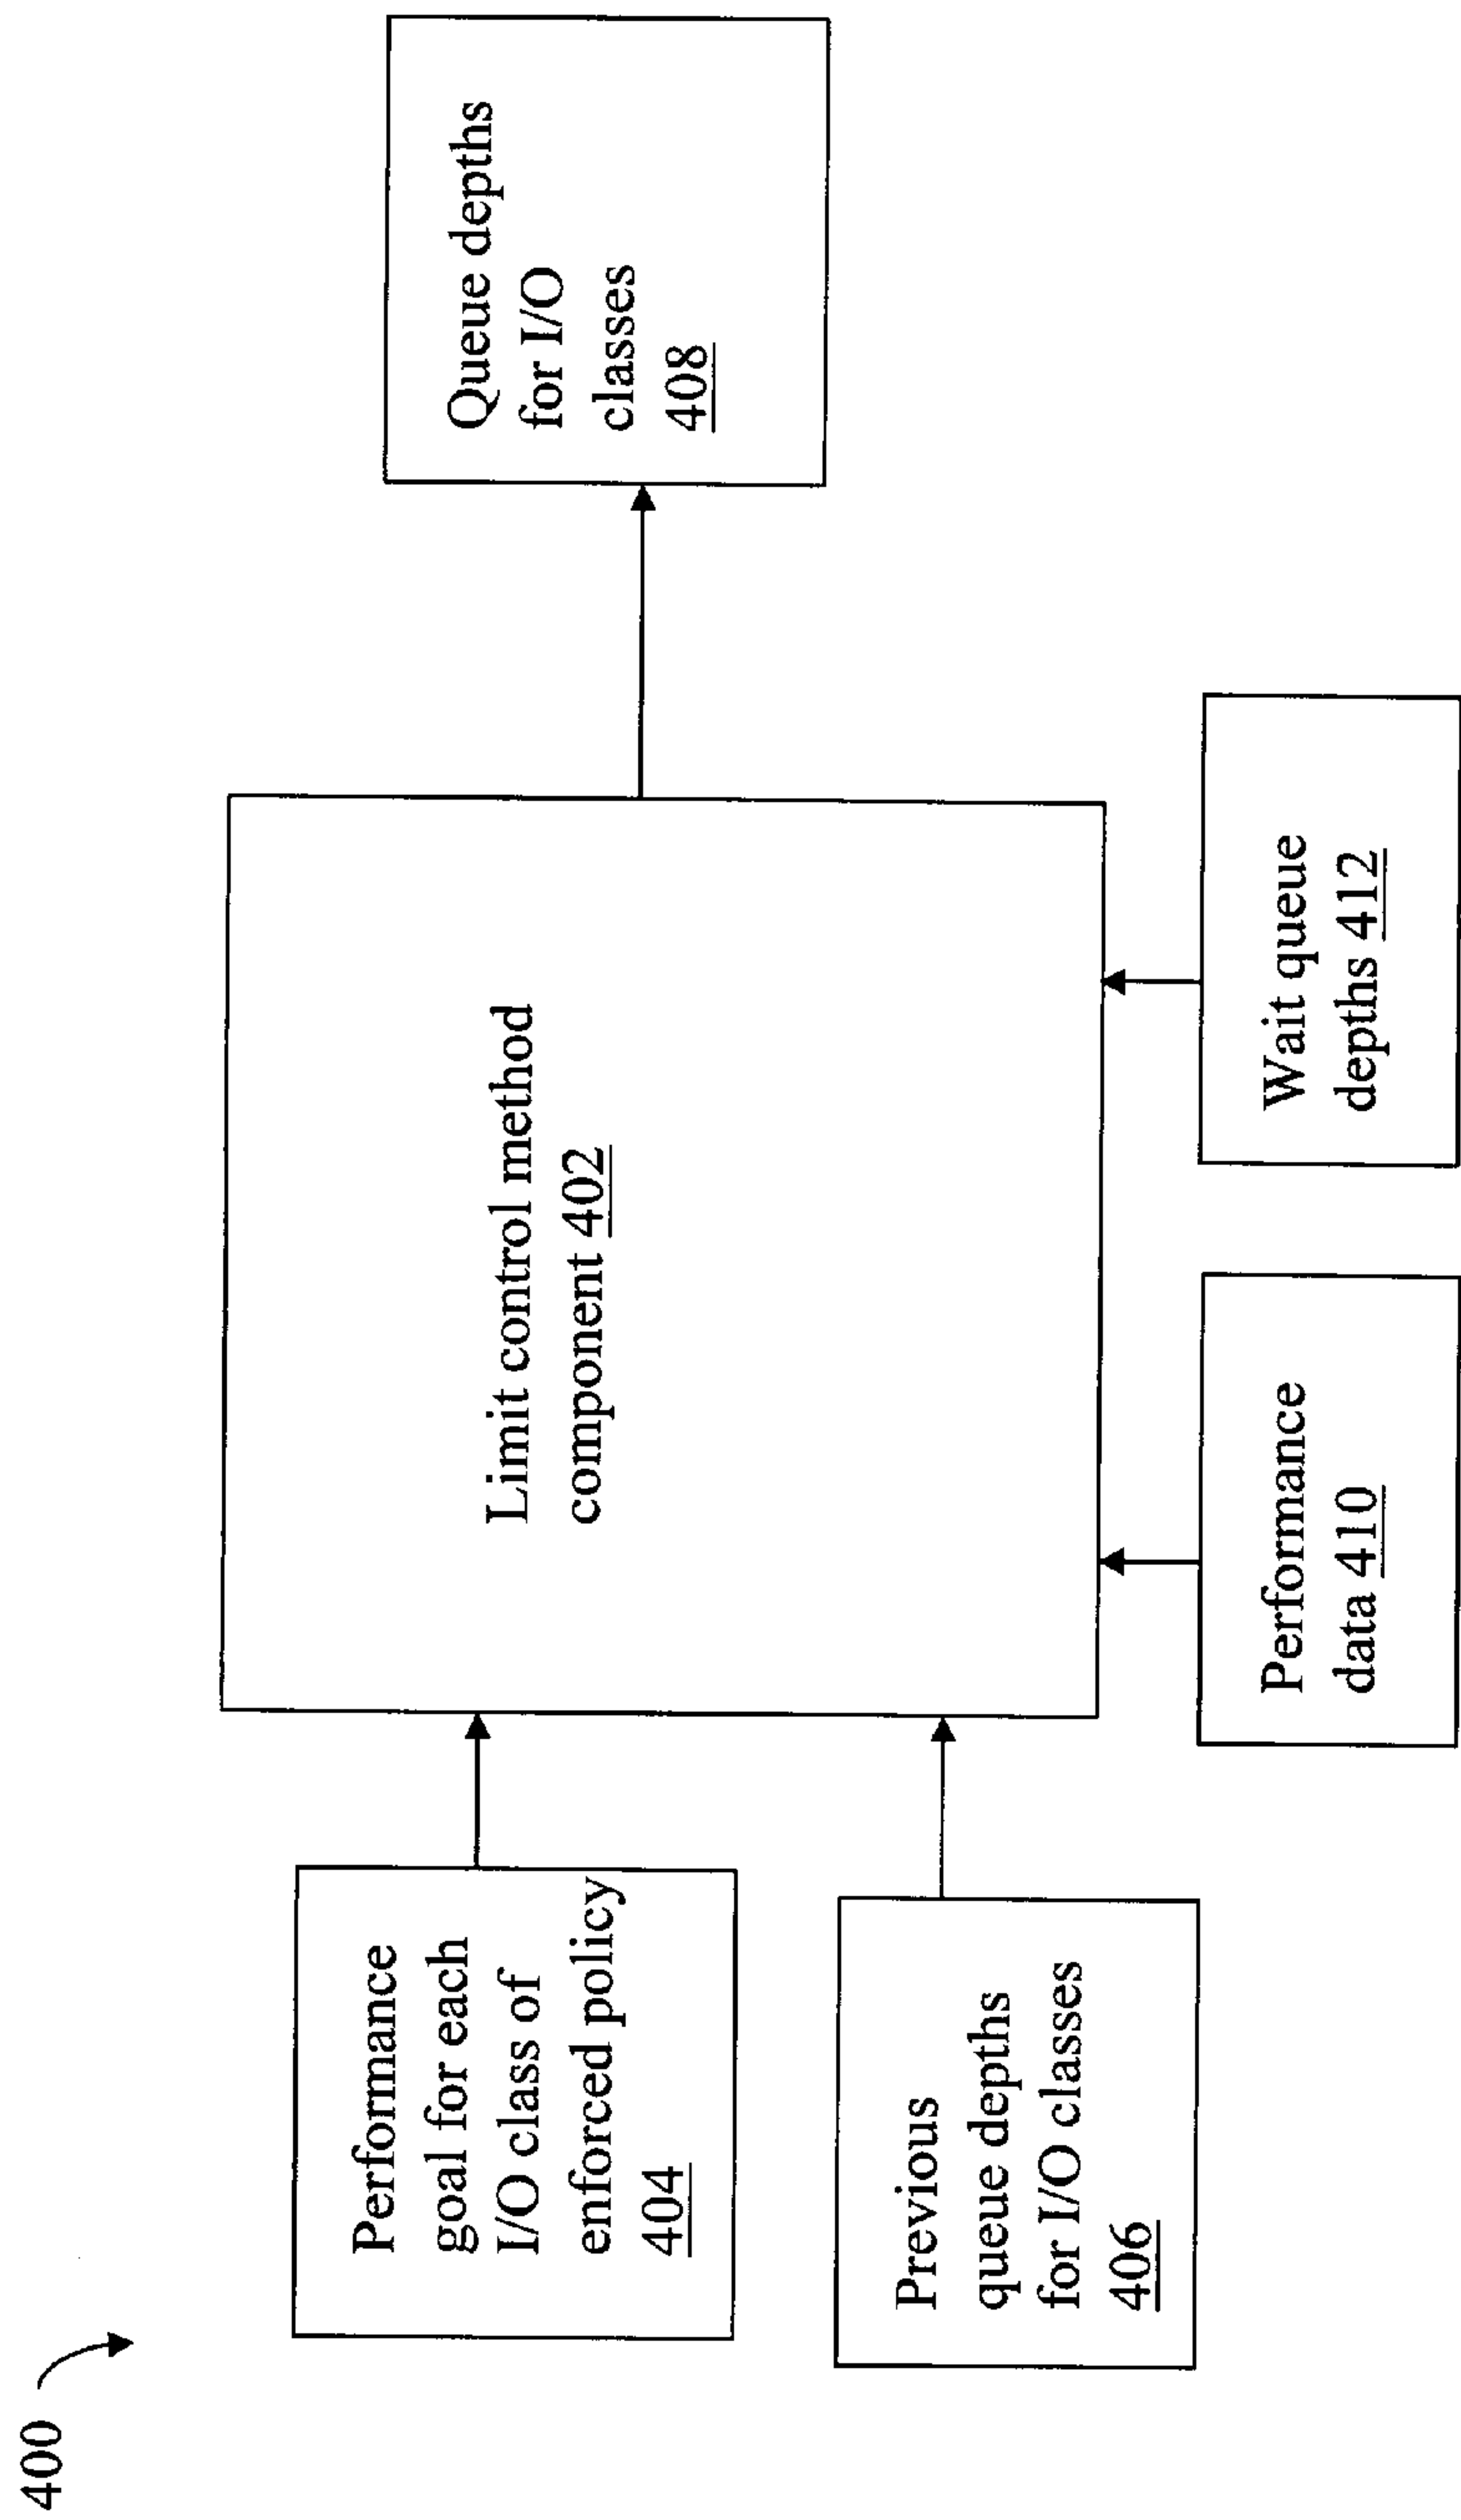 400
Performance
goal for each
I/O class of
enforced policy
404
Previous
queue depths
for I/O classes
406
Limit control method
component 402
Performance
data 410
Wait queue
depths 412
Queue depths
for I/O
classes
408